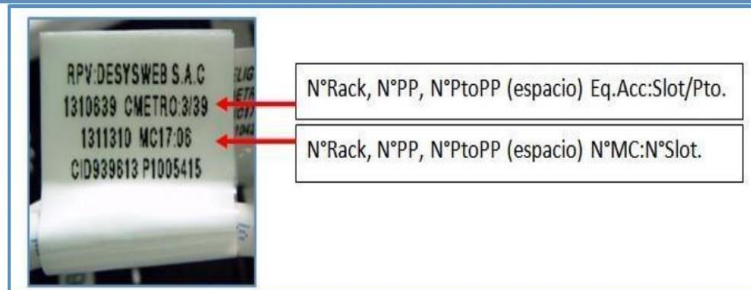 RPV:DESYSWEB S.A.C
1310639 CMETRO:3/39
1311310 MC17:06
CID939613 P1005415
N°Rack, N°PP, N°PtoPP (espacio) Eq.Acc:Slot/Pto.
N°Rack, N°PP, N°PtoPP (espacio) N°MC:N°Slot.